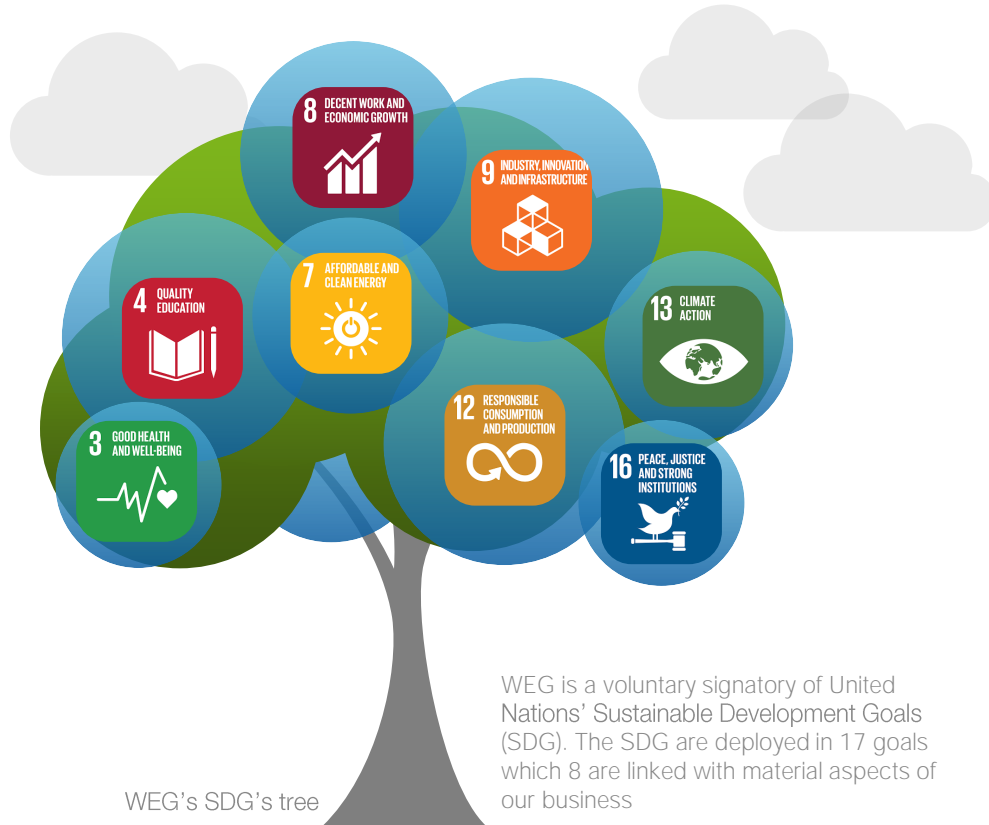 8 DECENT WORK AND
ECONOMIC GROWTH
9 INDUSTRY, INNOVATION
AND INFRASTRUCTURE
7 AFFORDABLE AND
CLEAN ENERGY
4 QUALITY
EDUCATION
13 CLIMATE
ACTION
12 RESPONSIBLE
CONSUMPTION
AND PRODUCTION
3 GOOD HEALTH
AND WELL-BEING
16 PEACE, JUSTICE
AND STRONG
INSTITUTIONS
WEG is a voluntary signatory of United
Nations’ Sustainable Development Goals
(SDG). The SDG are deployed in 17 goals
which 8 are linked with material aspects of
our business
WEG’s SDG’s tree